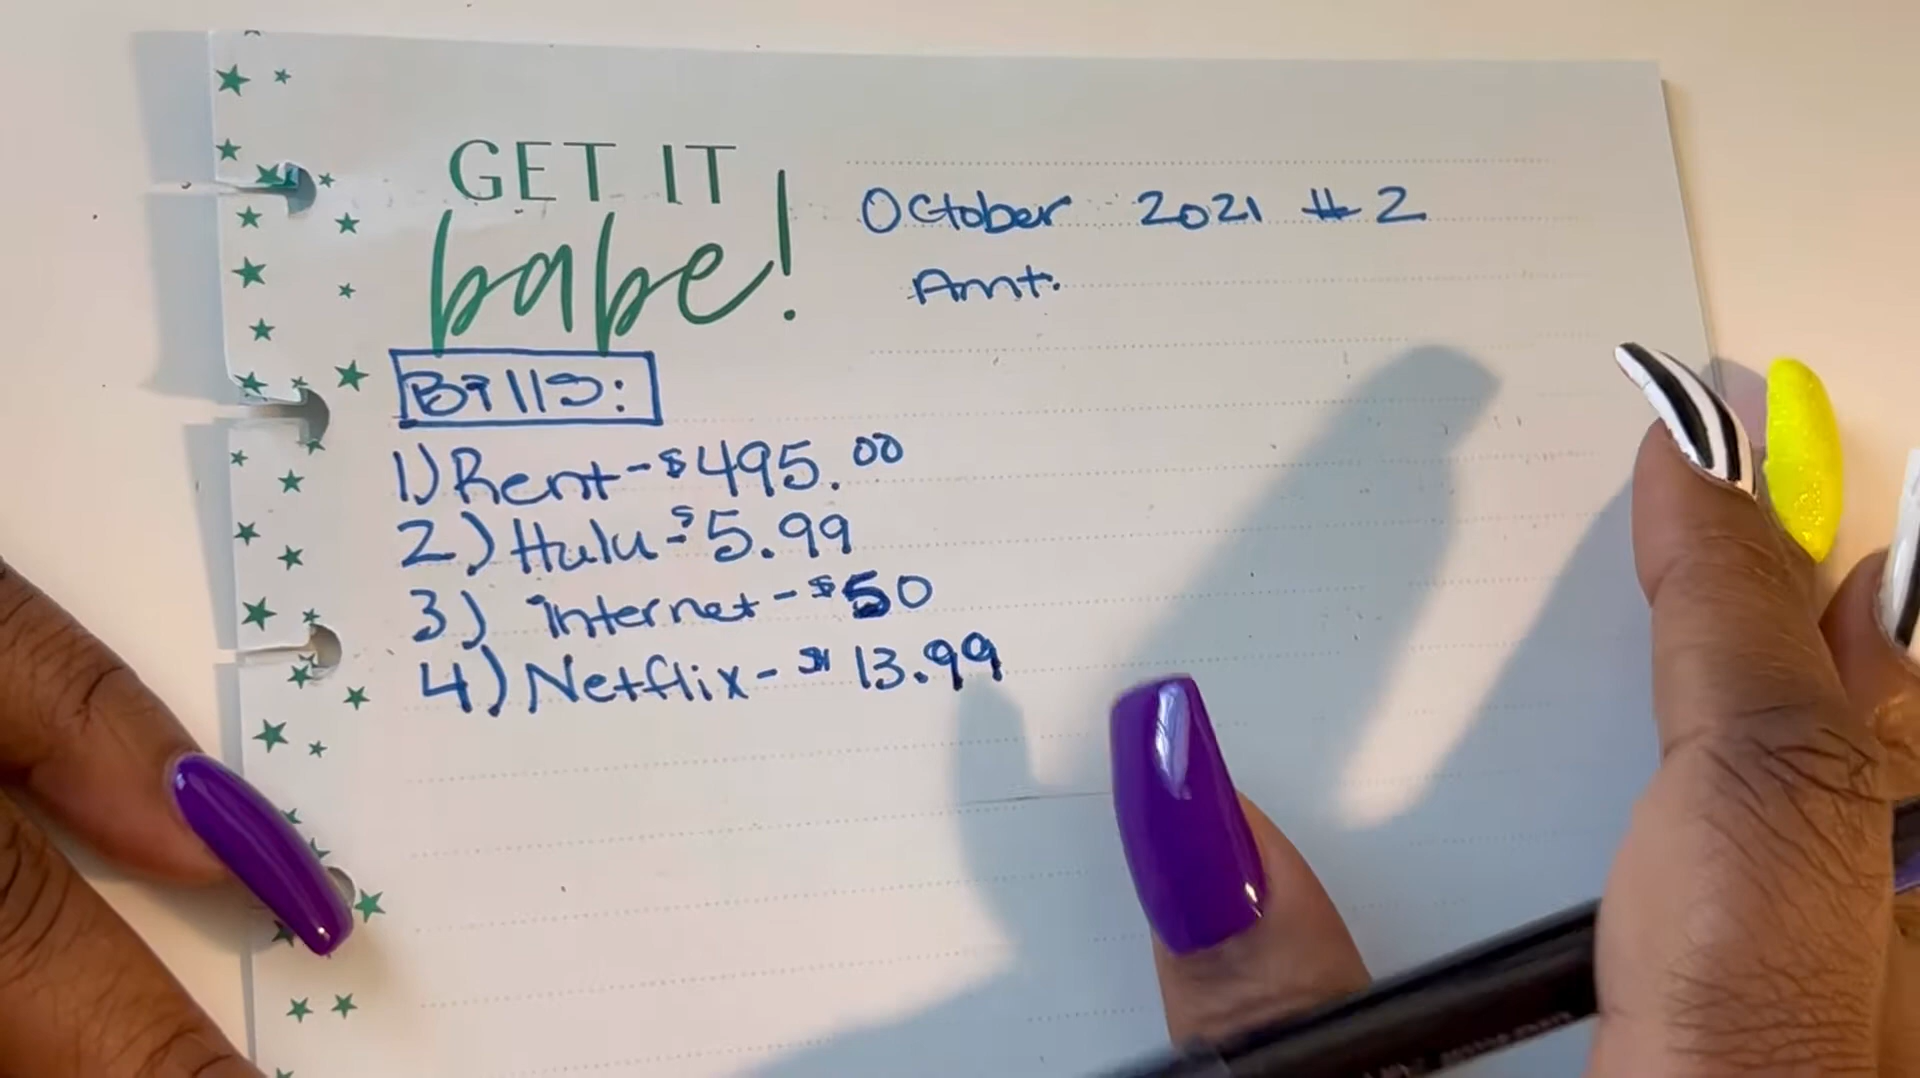 GET IT
babe!
October 2021 # 2
Amt.
Bills:
1) Rent - $495.00
2) Hulu - $5.99
3) internet - $50
4) Netflix - $13.99